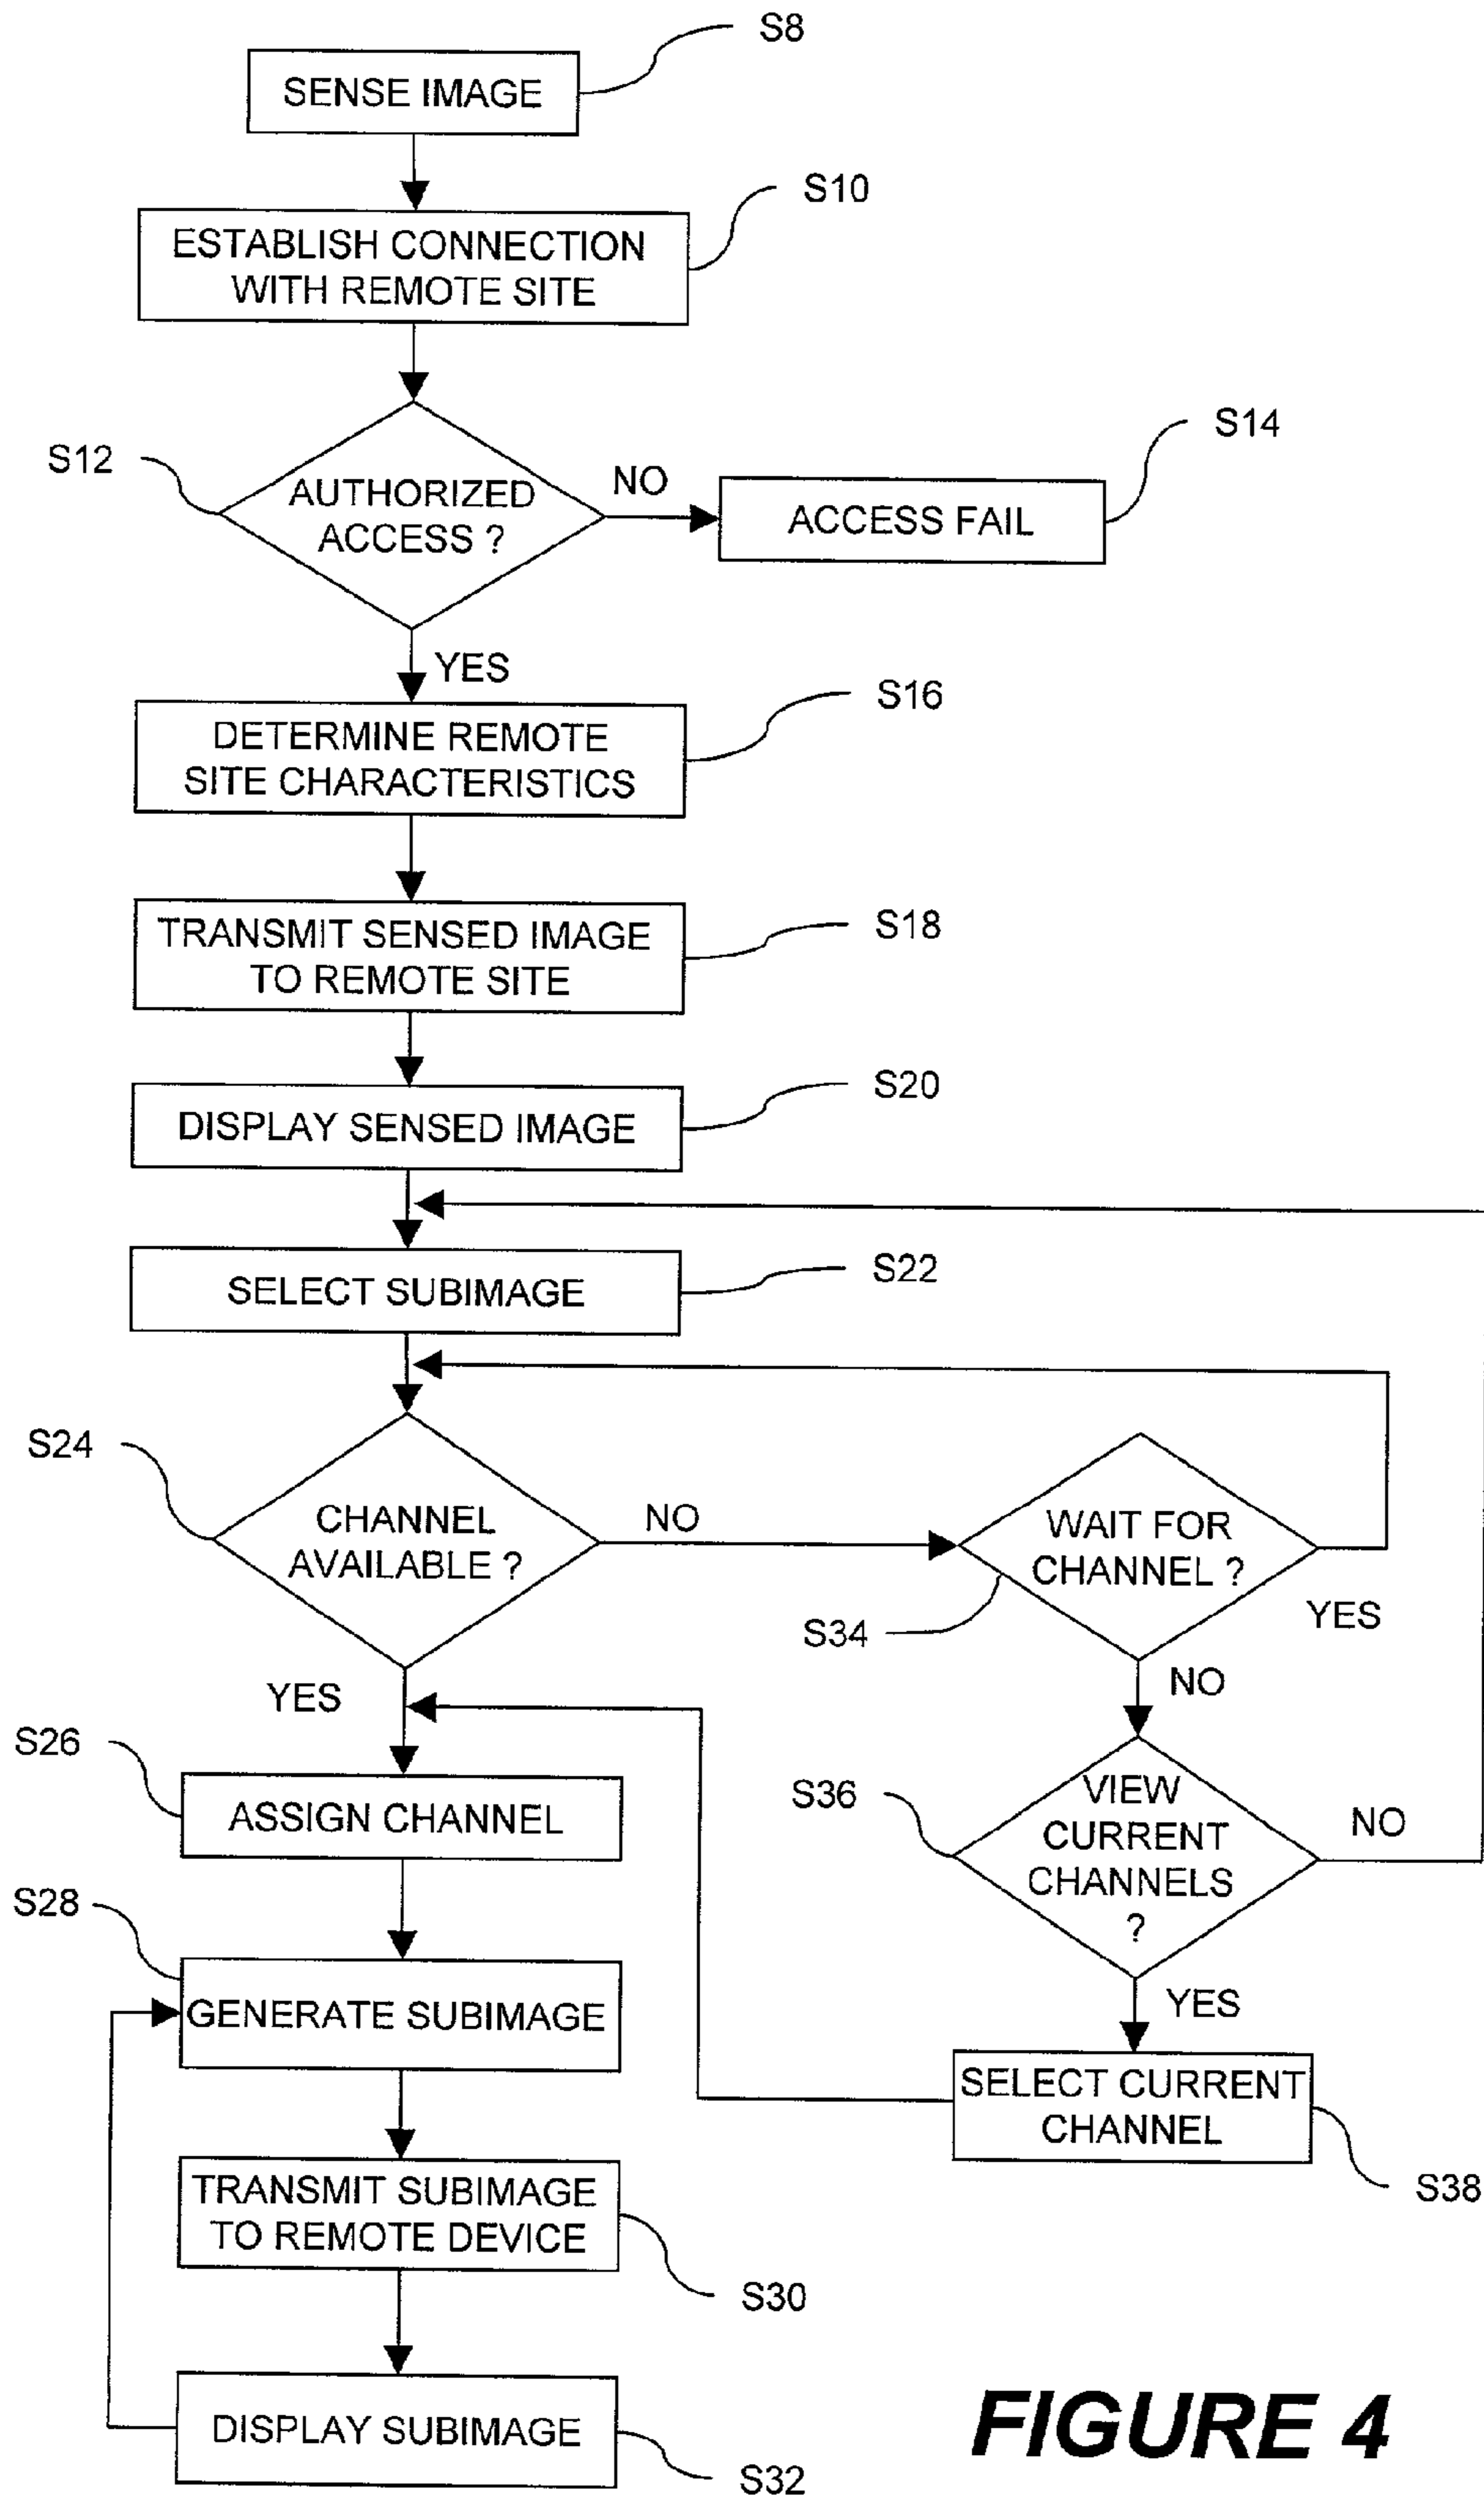 S8
SENSE IMAGE
S10
ESTABLISH CONNECTION
WITH REMOTE SITE
S12
AUTHORIZED
ACCESS ?
NO
S14
ACCESS FAIL
YES
S16
DETERMINE REMOTE
SITE CHARACTERISTICS
S18
TRANSMIT SENSED IMAGE
TO REMOTE SITE
S20
DISPLAY SENSED IMAGE
S22
SELECT SUBIMAGE
S24
CHANNEL
AVAILABLE ?
NO
WAIT FOR
CHANNEL ?
S34
YES
NO
YES
S26
ASSIGN CHANNEL
S36
VIEW
CURRENT
CHANNELS
?
NO
S28
GENERATE SUBIMAGE
YES
SELECT CURRENT
CHANNEL
S38
TRANSMIT SUBIMAGE
TO REMOTE DEVICE
S30
DISPLAY SUBIMAGE
S32
FIGURE 4